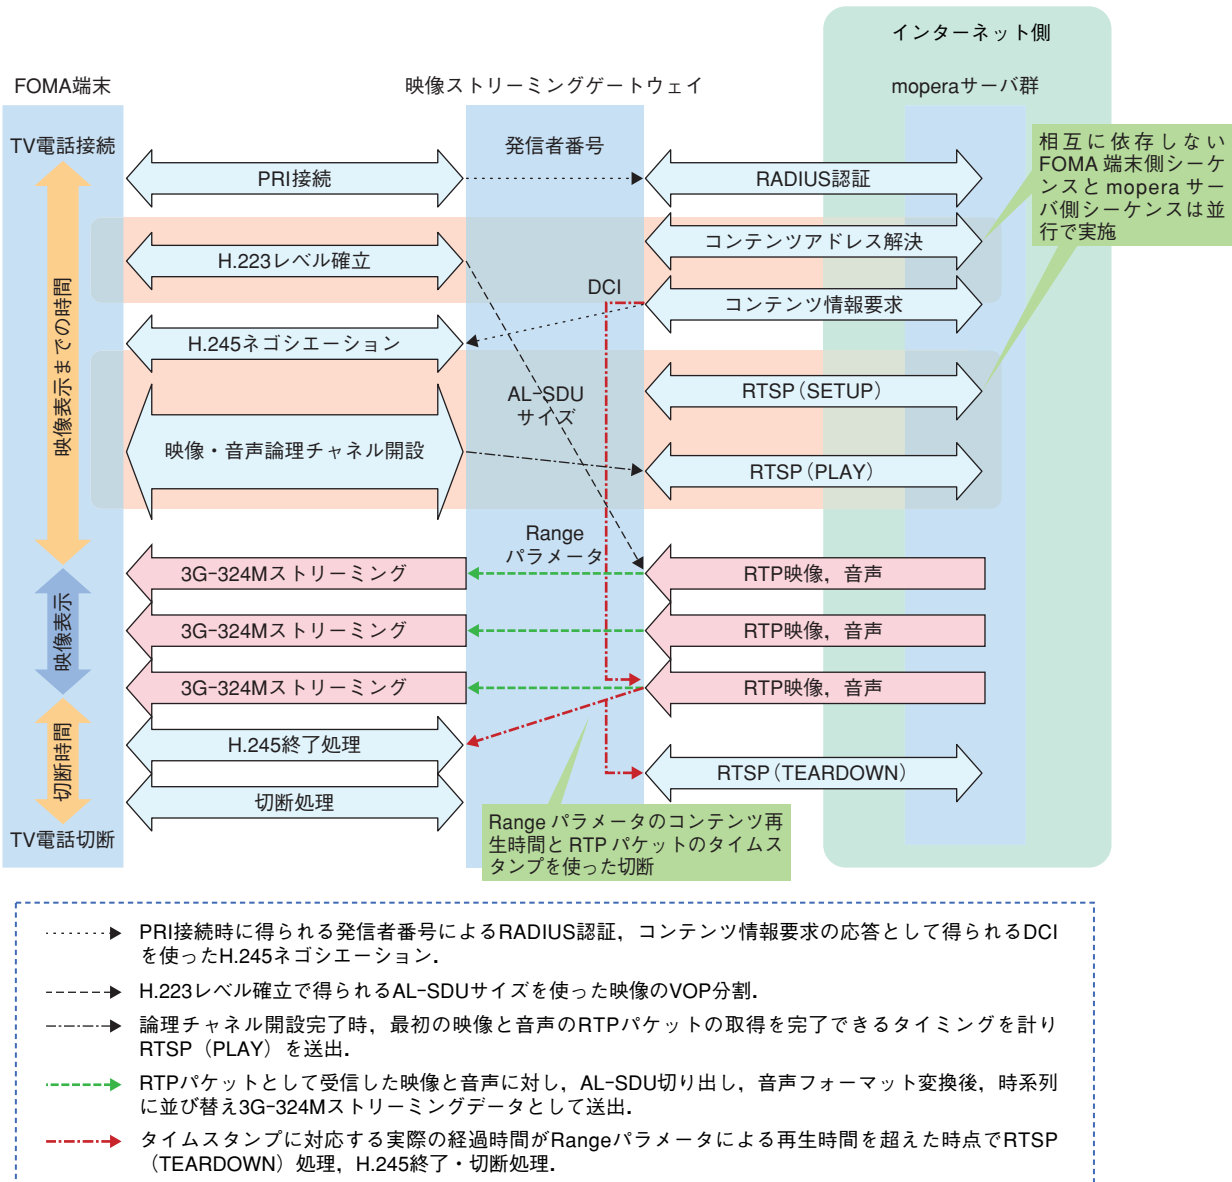 インターネット側
FOMA端末
映像ストリーミングゲートウェイ
moperaサーバ群
TV電話接続
発信者番号
PRI接続
RADIUS認証
相互に依存しない
FOMA 端末側シーケ
ンスと mopera サー
バ側シーケンスは並
行で実施
コンテンツアドレス解決
H.223レベル確立
DCI
コンテンツ情報要求
映像表示までの時間
H.245ネゴシエーション
AL-SDU
サイズ
RTSP（SETUP）
映像・音声論理チャネル開設
RTSP（PLAY）
Range
パラメータ
3G-324Mストリーミング
RTP映像，音声
映像表示
3G-324Mストリーミング
RTP映像，音声
3G-324Mストリーミング
RTP映像，音声
切断時間
H.245終了処理
RTSP（TEARDOWN）
切断処理
TV電話切断
Range パラメータのコンテンツ再
生時間と RTP パケットのタイムス
タンプを使った切断
PRI接続時に得られる発信者番号によるRADIUS認証，コンテンツ情報要求の応答として得られるDCI
を使ったH.245ネゴシエーション．
H.223レベル確立で得られるAL-SDUサイズを使った映像のVOP分割．
論理チャネル開設完了時，最初の映像と音声のRTPパケットの取得を完了できるタイミングを計り
RTSP（PLAY）を送出．
RTPパケットとして受信した映像と音声に対し，AL-SDU切り出し，音声フォーマット変換後，時系列
に並び替え3G-324Mストリーミングデータとして送出．
タイムスタンプに対応する実際の経過時間がRangeパラメータによる再生時間を超えた時点でRTSP
（TEARDOWN）処理，H.245終了・切断処理．